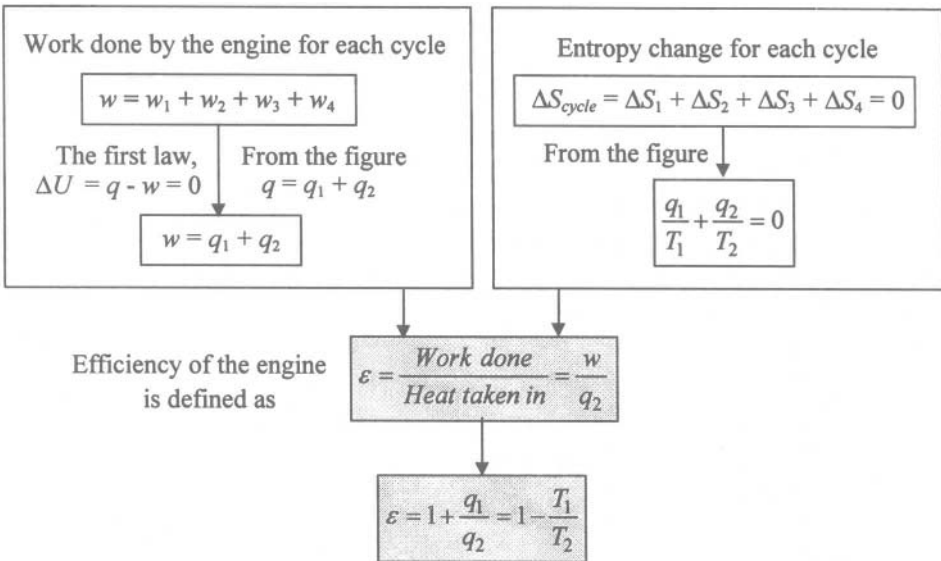 Work done by the engine for each cycle
w = w₁ + w₂ + w₃ + w₄
The first law,
ΔU = q - w = 0
From the figure
q = q₁ + q₂
w = q₁ + q₂
Entropy change for each cycle
ΔS_cycle = ΔS₁ + ΔS₂ + ΔS₃ + ΔS₄ = 0
From the figure
q₁/T₁ + q₂/T₂ = 0
Efficiency of the engine
is defined as
ε = Work done/Heat taken in = w/q₂
ε = 1 + q₁/q₂ = 1 − T₁/T₂